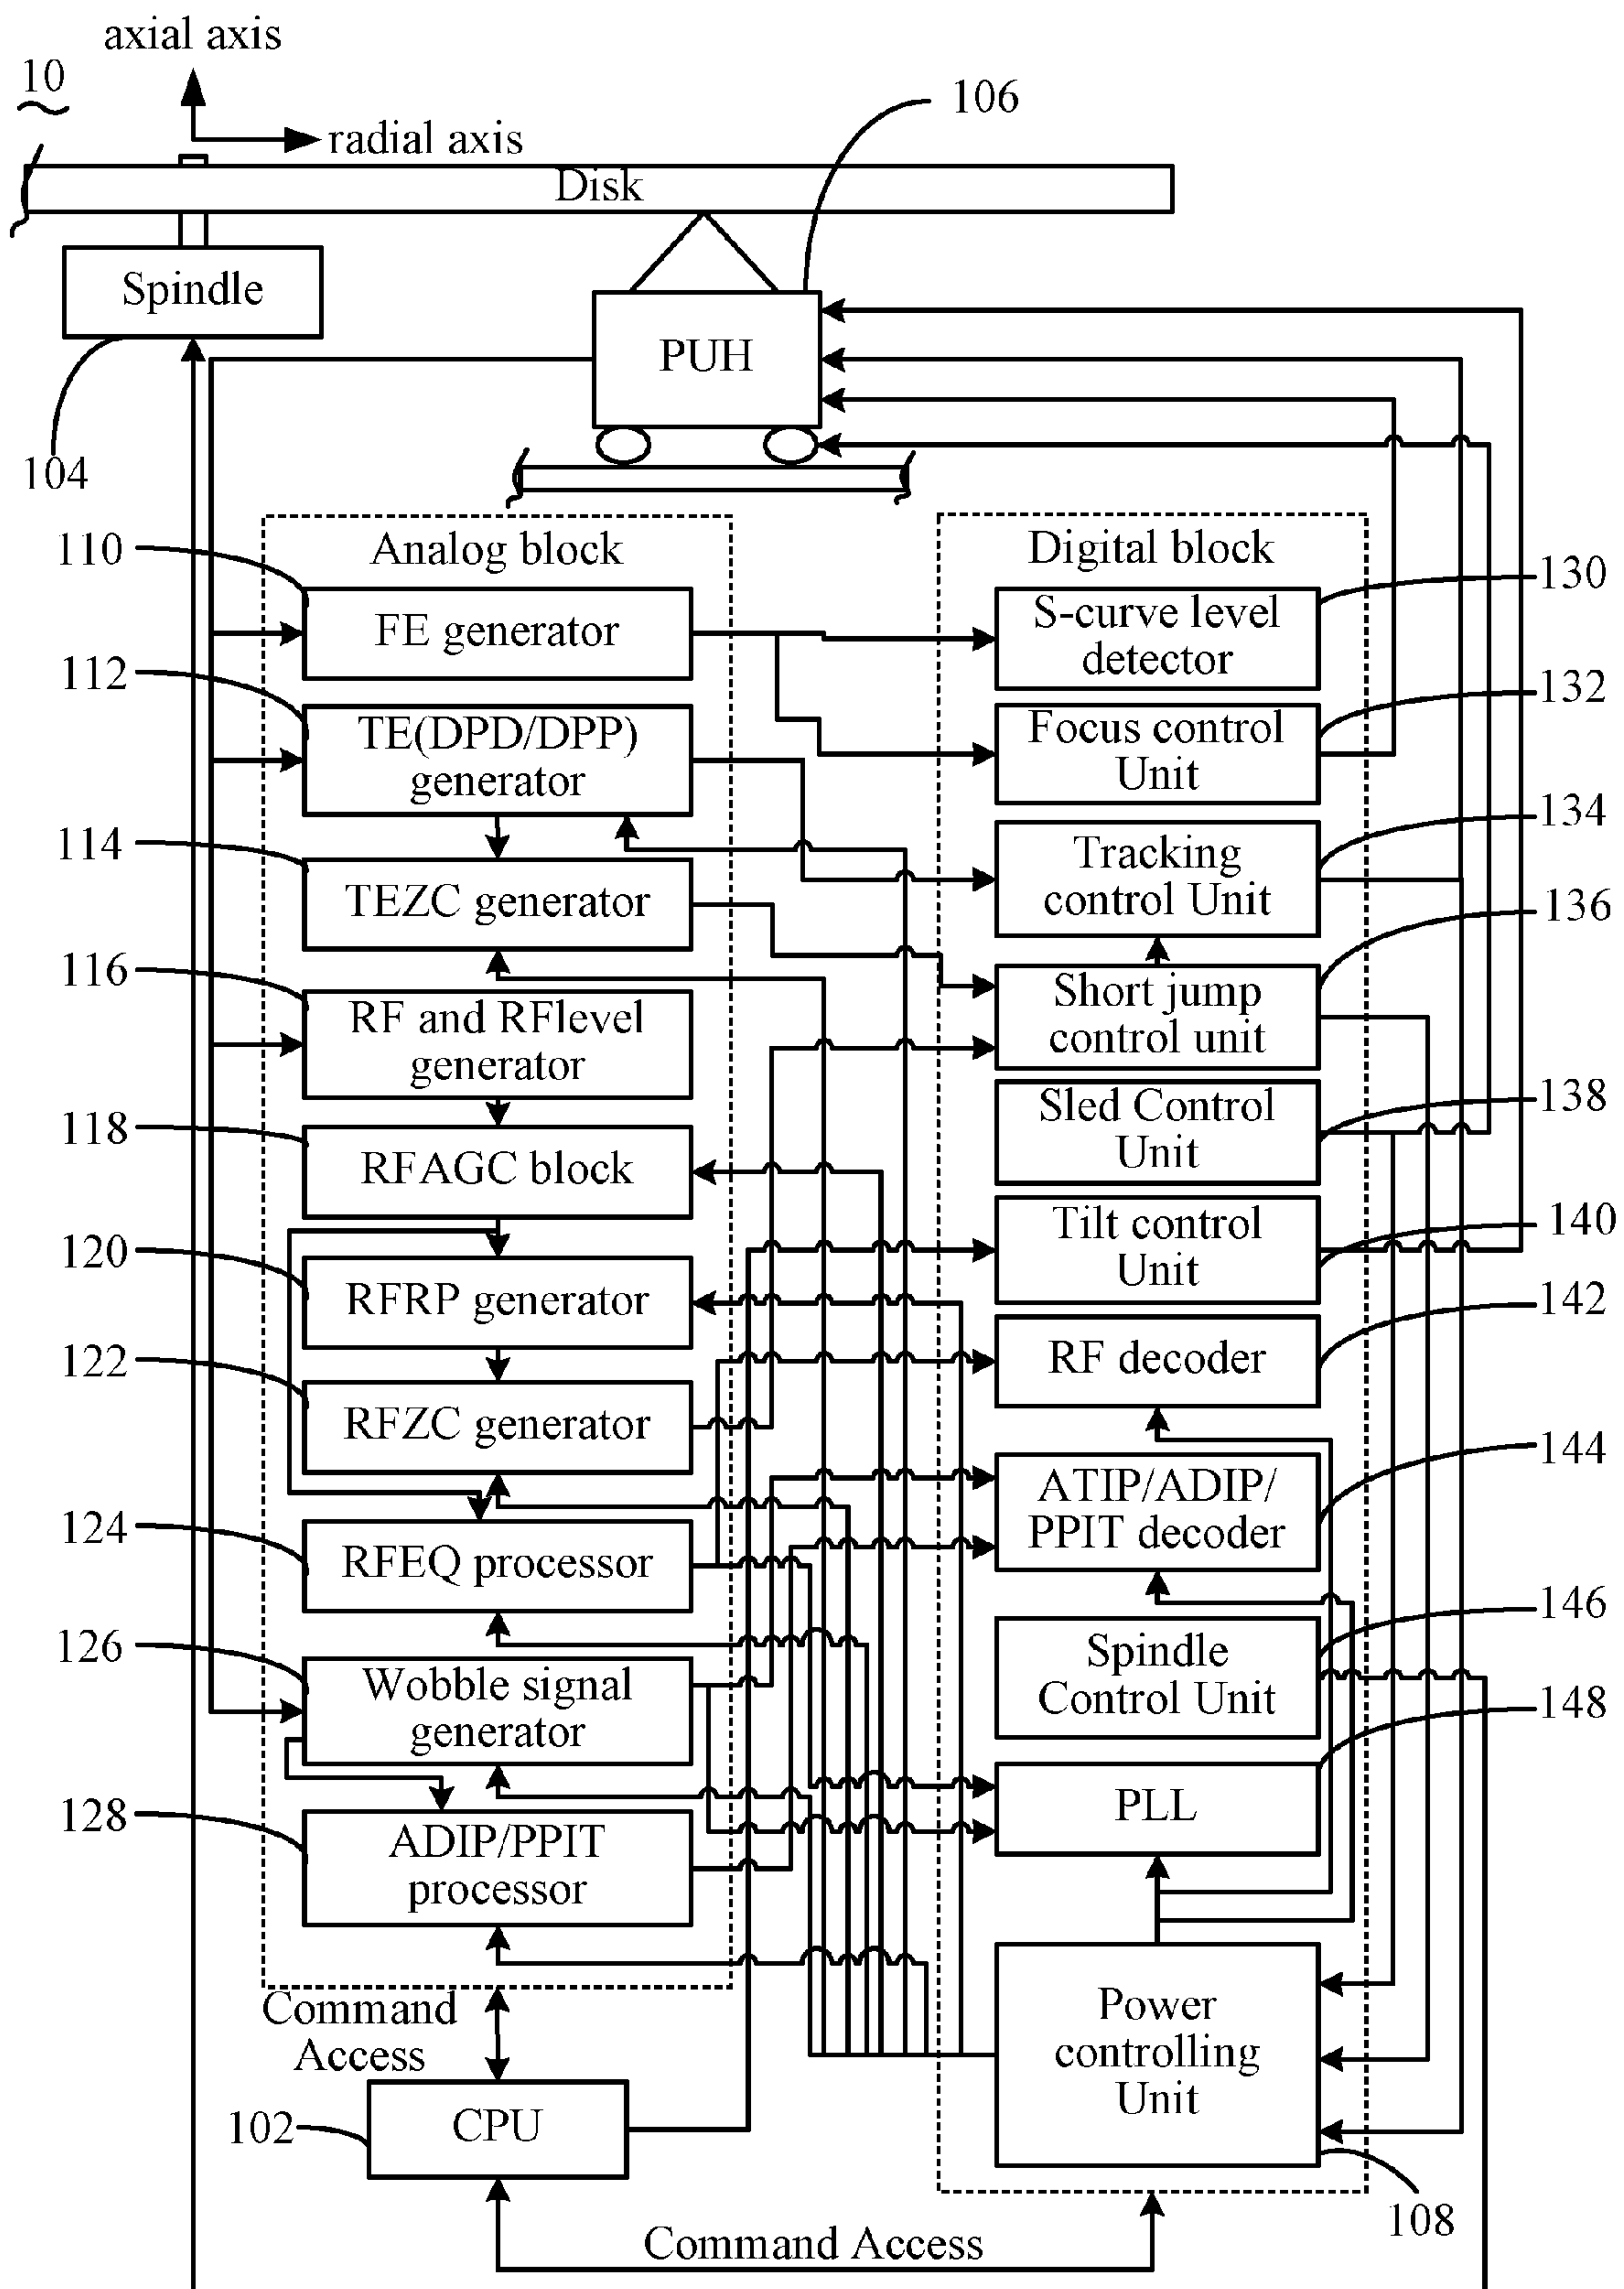 axial axis
10
radial axis
106
Disk
Spindle
PUH
104
Analog block
Digital block
110
FE generator
S-curve level
detector
130
112
TE(DPD/DPP)
generator
Focus control
Unit
132
114
TEZC generator
Tracking
control Unit
134
116
RF and RFlevel
generator
Short jump
control unit
136
118
RFAGC block
Sled Control
Unit
138
120
RFRP generator
Tilt control
Unit
140
122
RFZC generator
RF decoder
142
124
RFEQ processor
ATIP/ADIP/
PPIT decoder
144
126
Wobble signal
generator
Spindle
Control Unit
146
128
ADIP/PPIT
processor
PLL
148
Command
Access
Power
controlling
Unit
102
CPU
108
Command Access